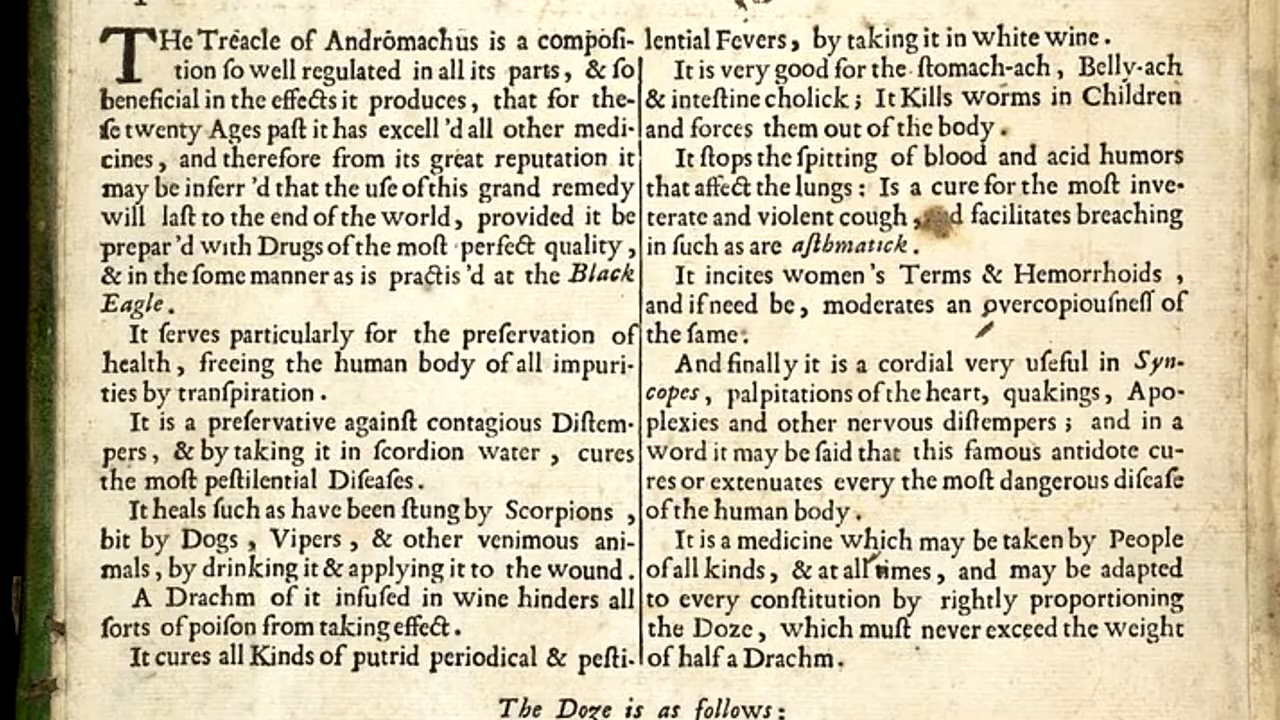 THe Treacle of Andrómachus is a compoſi-
tion ſo well regulated in all its parts, & ſo
beneficial in the effects it produces, that for the-
ſe twenty Ages paſt it has excell'd all other medi-
cines, and therefore from its great reputation it
may be inferr'd that the uſe of this grand remedy
will laſt to the end of the world, provided it be
prepar'd with Drugs of the moſt perfect quality,
& in the ſome manner as is practis'd at the Black
Eagle.
It ſerves particularly for the preſervation of
health, freeing the human body of all impuri-
ties by tranſpiration.
It is a preſervative againſt contagious Diſtem-
pers, & by taking it in ſcordion water, cures
the moſt peſtilential Diſeaſes.
It heals ſuch as have been ſtung by Scorpions,
bit by Dogs, Vipers, & other venimous ani-
mals, by drinking it & applying it to the wound.
A Drachm of it infuſed in wine hinders all
ſorts of poiſon from taking effect.
It cures all Kinds of putrid periodical & peſti-
lential Fevers, by taking it in white wine.
It is very good for the ſtomach-ach, Belly-ach
& inteſtine cholick; It Kills worms in Children
and forces them out of the body.
It ſtops the ſpitting of blood and acid humors
that affect the lungs: Is a cure for the moſt inve-
terate and violent cough, facilitates breaching
in ſuch as are aſthmatick.
It incites women's Terms & Hemorrhoids,
and if need be, moderates an overcopiouſneſſ of
the ſame.
And finally it is a cordial very uſeful in Syn-
copes, palpitations of the heart, quakings, Apo-
plexies and other nervous diſtempers; and in a
word it may be ſaid that this famous antidote cu-
res or extenuates every the moſt dangerous diſeaſe
of the human body.
It is a medicine which may be taken by People
of all kinds, & at all times, and may be adapted
to every conſtitution by rightly proportioning
the Doze, which muſt never exceed the weight
of half a Drachm.
The Doze is as follows: